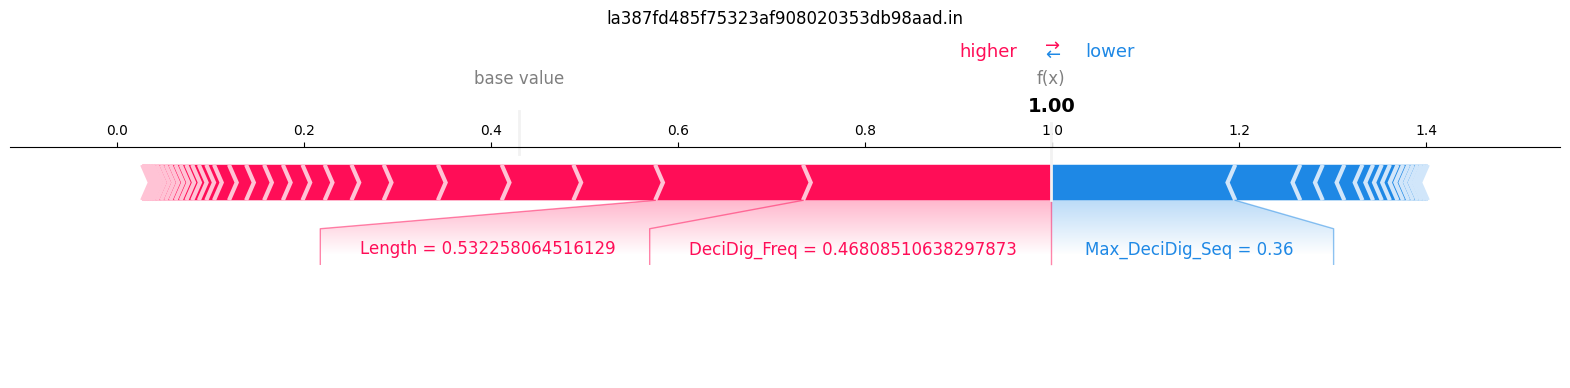 la387fd485f75323af908020353db98aad.in
higher → ← lower
base value f(x)
1.00
0.0 0.2 0.4 0.6 0.8 1.0 1.2 1.4
Length = 0.532258064516129 DeciDig_Freq = 0.46808510638297873 Max_DeciDig_Seq = 0.36